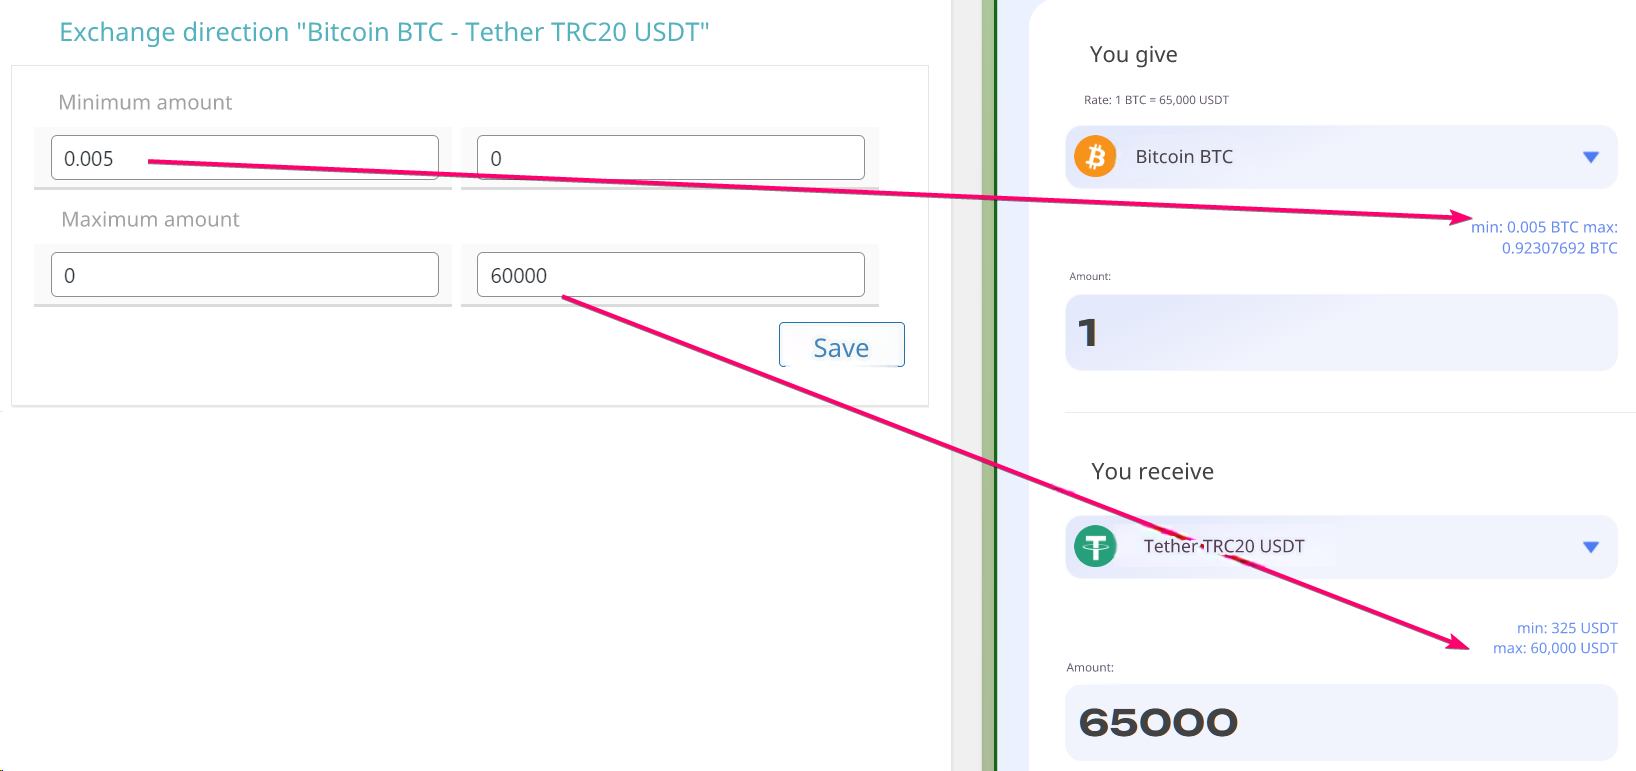 Exchange direction "Bitcoin BTC - Tether TRC20 USDT"
Minimum amount
0.005
0
Maximum amount
0
60000
Save
You give
Rate: 1 BTC = 65,000 USDT
Bitcoin BTC
min: 0.005 BTC max:
0.92307692 BTC
Amount:
1
You receive
Tether TRC20 USDT
min: 325 USDT
max: 60,000 USDT
Amount:
65000